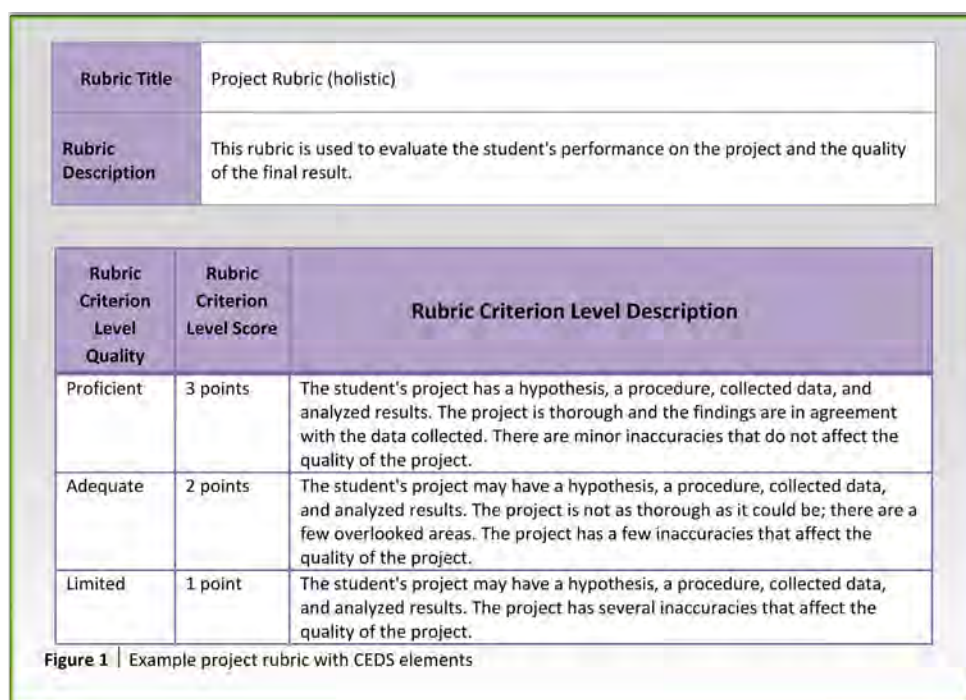 Rubric Title
Project Rubric (holistic)
Rubric
Description
This rubric is used to evaluate the student's performance on the project and the quality
of the final result.
Rubric
Criterion
Level
Quality
Rubric
Criterion
Level Score
Rubric Criterion Level Description
Proficient
3 points
The student's project has a hypothesis, a procedure, collected data, and
analyzed results. The project is thorough and the findings are in agreement
with the data collected. There are minor inaccuracies that do not affect the
quality of the project.
Adequate
2 points
The student's project may have a hypothesis, a procedure, collected data,
and analyzed results. The project is not as thorough as it could be; there are a
few overlooked areas. The project has a few inaccuracies that affect the
quality of the project.
Limited
1 point
The student's project may have a hypothesis, a procedure, collected data,
and analyzed results. The project has several inaccuracies that affect the
quality of the project.
Figure 1 | Example project rubric with CEDS elements